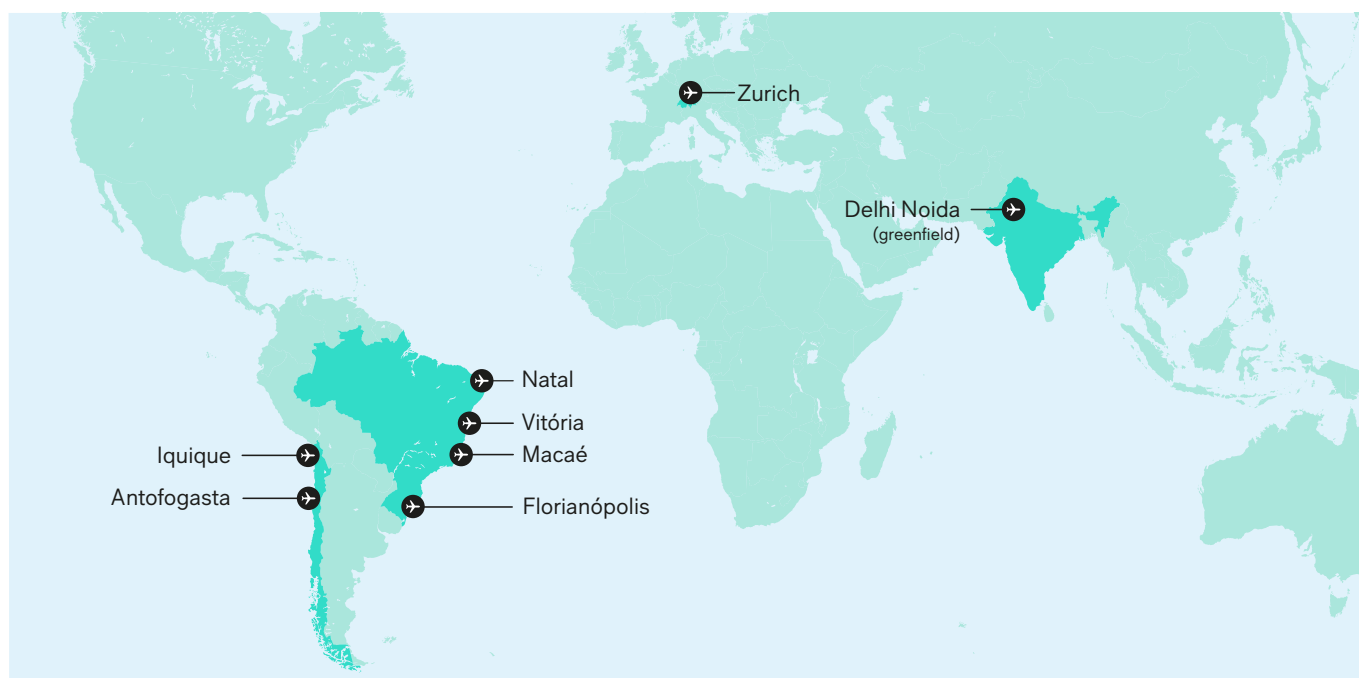 Zurich
Delhi Noida
(greenfield)
Natal
Vitória
Iquique
Macaé
Antofogasta
Florianópolis